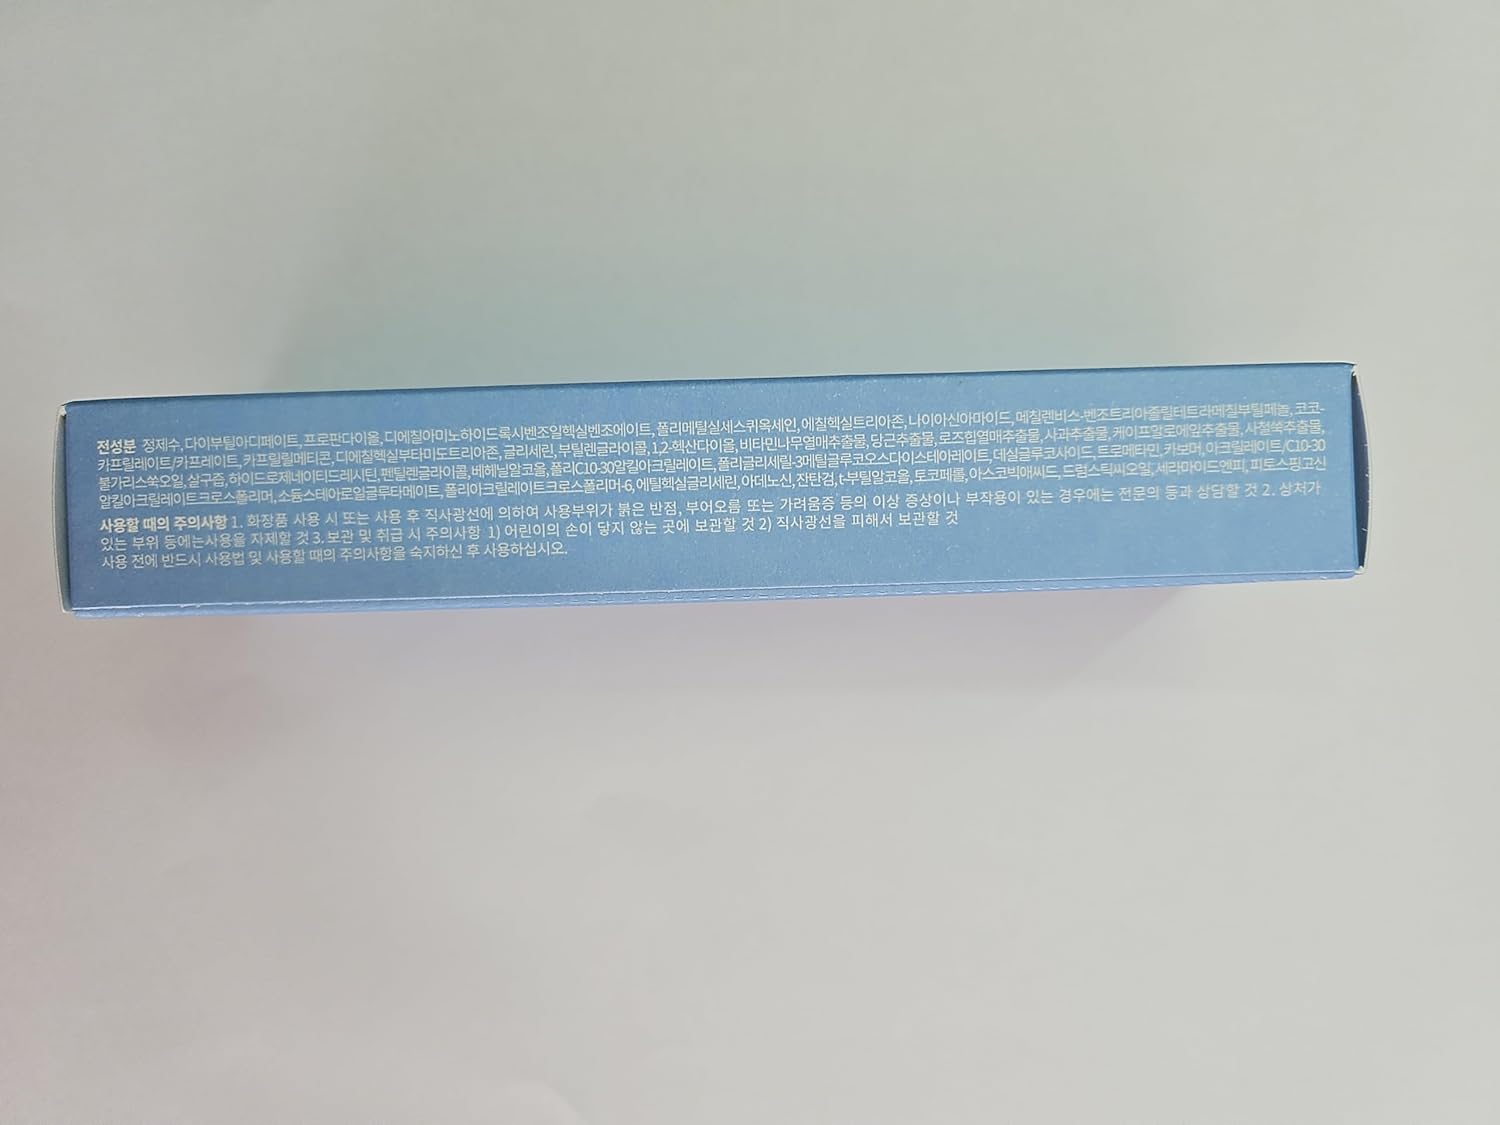 전성분 정제수, 다이부틸아디페이트, 프로판다이올, 디에칠아미노하이드록시벤조일헥실벤조에이트, 폴리메틸실세스퀴옥세인, 에칠헥실트리아존, 나이아신아마이드, 메칠렌비스-벤조트리아졸릴테트라메칠부틸페놀, 코코-
카프릴레이트/카프레이트, 카프릴릴메티콘, 디에칠헥실부타미도트리아존, 글리세린, 부틸렌글라이콜, 1,2-헥산다이올, 비타민나무열매추출물, 당근추출물, 로즈힙열매추출물, 사과추출물, 케이프알로에잎추출물, 사철쑥추출물,
불가리스쑥오일, 살구즙, 하이드로제네이티드레시틴, 펜틸렌글라이콜, 베헤닐알코올, 폴리C10-30알킬아크릴레이트, 폴리글리세릴-3메틸글루코오스다이스테아레이트, 데실글루코사이드, 트로메타민, 카보머, 아크릴레이트/C10-30
알킬아크릴레이트크로스폴리머, 소듐스테아로일글루타메이트, 폴리아크릴레이트크로스폴리머-6, 에틸헥실글리세린, 아데노신, 잔탄검, t-부틸알코올, 토코페롤, 아스코빅애씨드, 드럼스틱씨오일, 세라마이드엔피, 피토스핑고신
사용할 때의 주의사항 1. 화장품 사용 시 또는 사용 후 직사광선에 의하여 사용부위가 붉은 반점, 부어오름 또는 가려움증 등의 이상 증상이나 부작용이 있는 경우에는 전문의 등과 상담할 것 2. 상처가
있는 부위 등에는사용을 자제할 것 3. 보관 및 취급 시 주의사항 1) 어린이의 손이 닿지 않는 곳에 보관할 것 2) 직사광선을 피해서 보관할 것
사용 전에 반드시 사용법 및 사용할 때의 주의사항을 숙지하신 후 사용하십시오.